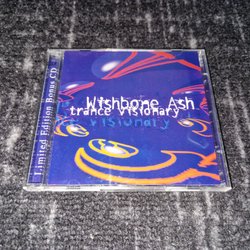 Limited Edition Bonus CD
Wishbone Ash
trance visionary
visionary